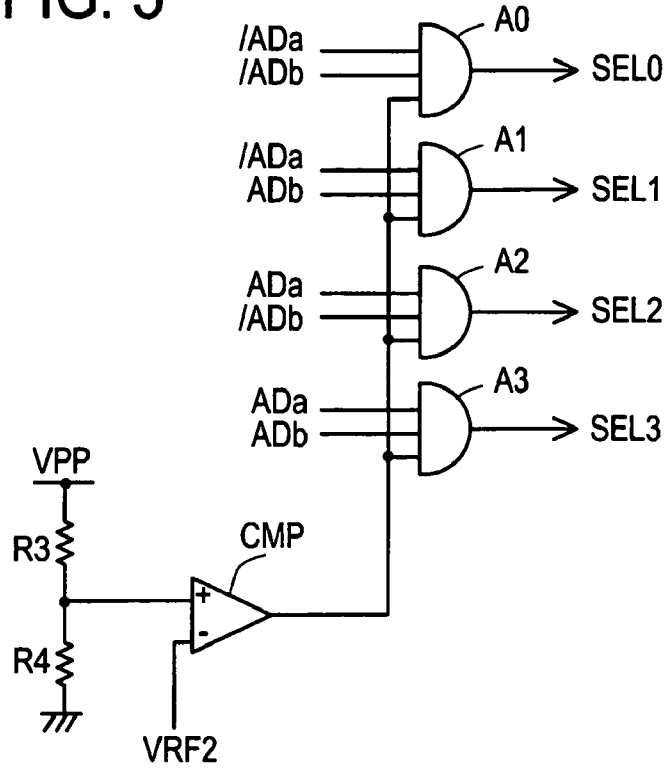 FIG. 5
A0
/ADa
/ADb
SEL0
A1
/ADa
ADb
SEL1
A2
ADa
/ADb
SEL2
A3
ADa
ADb
SEL3
VPP
R3
CMP
+
-
R4
VRF2